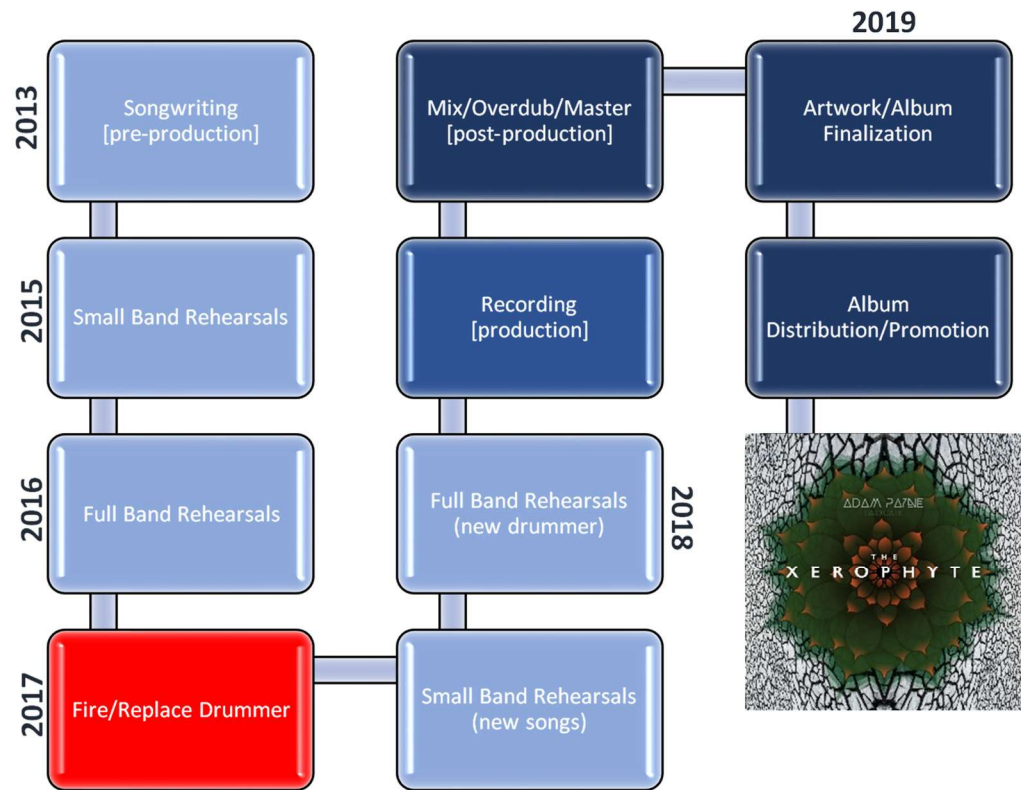 2013
Songwriting
[pre-production]
2015
Small Band Rehearsals
2016
Full Band Rehearsals
2017
Fire/Replace Drummer
Small Band Rehearsals
(new songs)
2018
Full Band Rehearsals
(new drummer)
Recording
[production]
Mix/Overdub/Master
[post-production]
2019
Artwork/Album
Finalization
Album
Distribution/Promotion
ADAM PAYNE
THE
XEROPHYTE